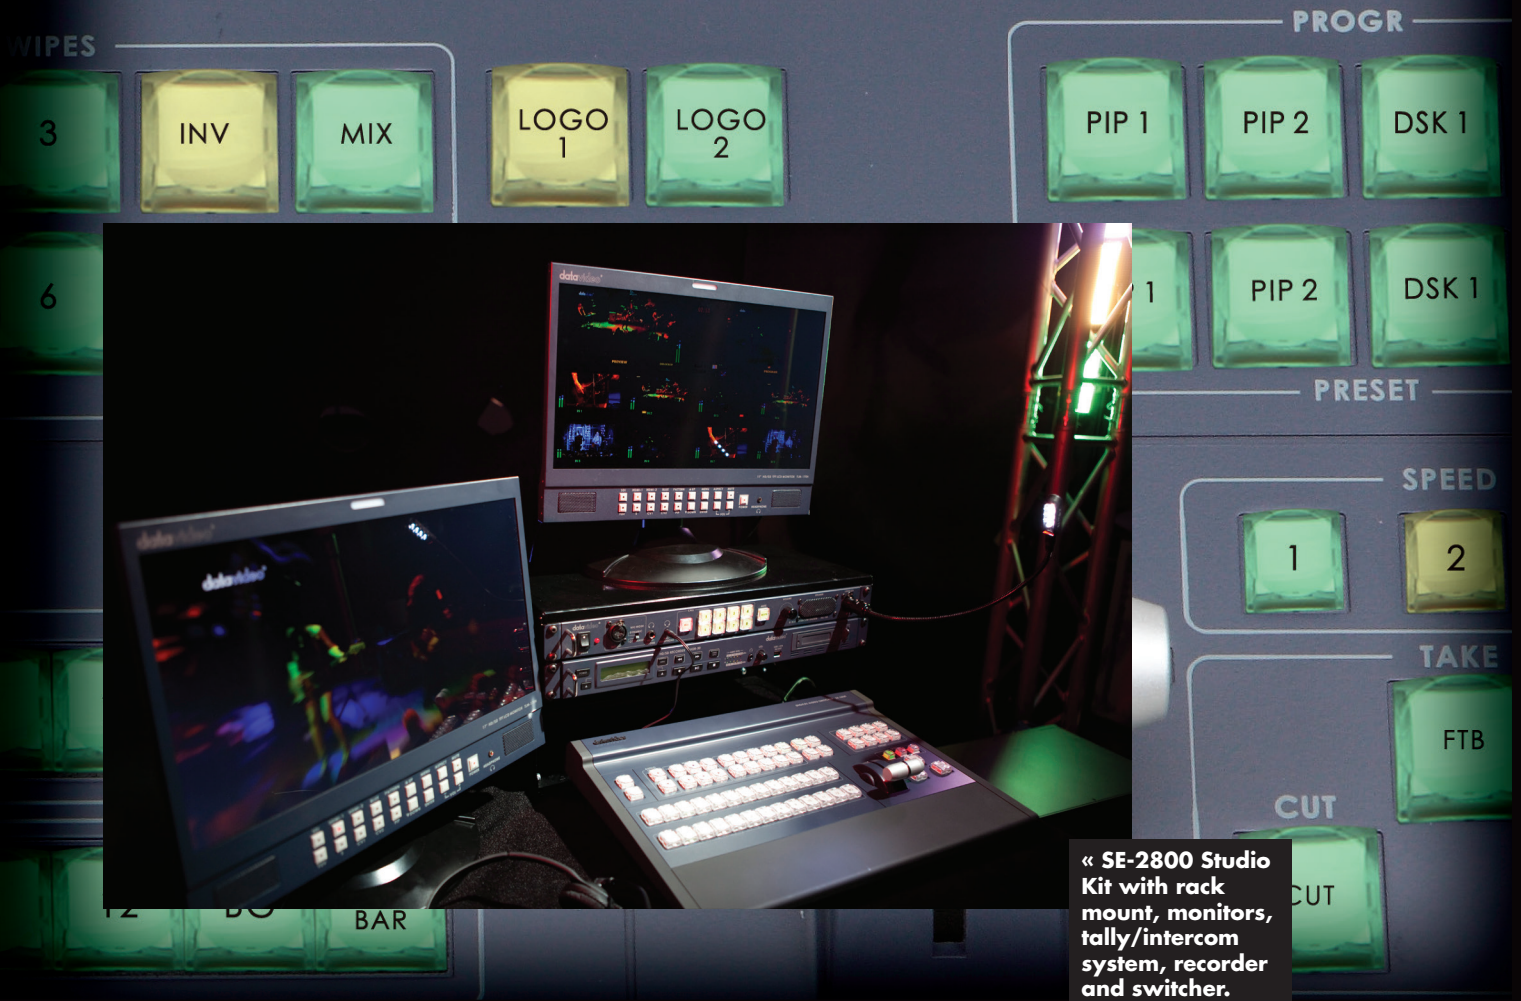 WIPES
PROGR
3
INV
MIX
LOGO
1
LOGO
2
PIP 1
PIP 2
DSK 1
6
1
PIP 2
DSK 1
PRESET
SPEED
1
2
TAKE
FTB
CUT
CUT
12
BG
BAR
datavideo
datavideo
datavideo
« SE-2800 Studio
Kit with rack
mount, monitors,
tally/intercom
system, recorder
and switcher.